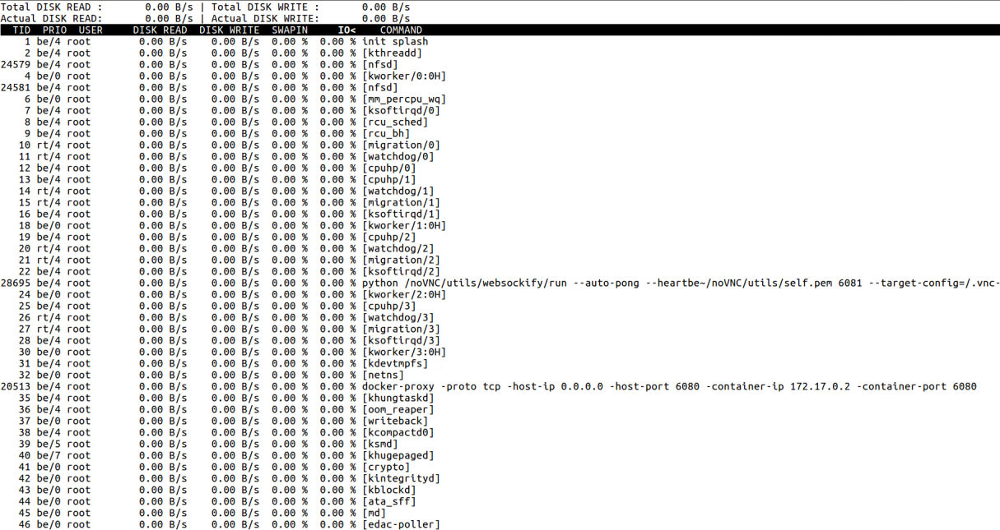 Total DISK READ :       0.00 B/s | Total DISK WRITE :       0.00 B/s
Actual DISK READ:       0.00 B/s | Actual DISK WRITE:       0.00 B/s
  TID  PRIO  USER     DISK READ  DISK WRITE  SWAPIN     IO<    COMMAND
    1 be/4 root        0.00 B/s    0.00 B/s  0.00 %  0.00 % init splash
    2 be/4 root        0.00 B/s    0.00 B/s  0.00 %  0.00 % [kthreadd]
24579 be/4 root        0.00 B/s    0.00 B/s  0.00 %  0.00 % [nfsd]
    4 be/0 root        0.00 B/s    0.00 B/s  0.00 %  0.00 % [kworker/0:0H]
24581 be/4 root        0.00 B/s    0.00 B/s  0.00 %  0.00 % [nfsd]
    6 be/0 root        0.00 B/s    0.00 B/s  0.00 %  0.00 % [mm_percpu_wq]
    7 be/4 root        0.00 B/s    0.00 B/s  0.00 %  0.00 % [ksoftirqd/0]
    8 be/4 root        0.00 B/s    0.00 B/s  0.00 %  0.00 % [rcu_sched]
    9 be/4 root        0.00 B/s    0.00 B/s  0.00 %  0.00 % [rcu_bh]
   10 rt/4 root        0.00 B/s    0.00 B/s  0.00 %  0.00 % [migration/0]
   11 rt/4 root        0.00 B/s    0.00 B/s  0.00 %  0.00 % [watchdog/0]
   12 be/4 root        0.00 B/s    0.00 B/s  0.00 %  0.00 % [cpuhp/0]
   13 be/4 root        0.00 B/s    0.00 B/s  0.00 %  0.00 % [cpuhp/1]
   14 rt/4 root        0.00 B/s    0.00 B/s  0.00 %  0.00 % [watchdog/1]
   15 rt/4 root        0.00 B/s    0.00 B/s  0.00 %  0.00 % [migration/1]
   16 be/4 root        0.00 B/s    0.00 B/s  0.00 %  0.00 % [ksoftirqd/1]
   18 be/0 root        0.00 B/s    0.00 B/s  0.00 %  0.00 % [kworker/1:0H]
   19 be/4 root        0.00 B/s    0.00 B/s  0.00 %  0.00 % [cpuhp/2]
   20 rt/4 root        0.00 B/s    0.00 B/s  0.00 %  0.00 % [watchdog/2]
   21 rt/4 root        0.00 B/s    0.00 B/s  0.00 %  0.00 % [migration/2]
   22 be/4 root        0.00 B/s    0.00 B/s  0.00 %  0.00 % [ksoftirqd/2]
28695 be/4 root        0.00 B/s    0.00 B/s  0.00 %  0.00 % python /noVNC/utils/websockify/run --auto-pong --heartbe~/noVNC/utils/self.pem 6081 --target-config=/.vnc-
   24 be/0 root        0.00 B/s    0.00 B/s  0.00 %  0.00 % [kworker/2:0H]
   25 be/4 root        0.00 B/s    0.00 B/s  0.00 %  0.00 % [cpuhp/3]
   26 rt/4 root        0.00 B/s    0.00 B/s  0.00 %  0.00 % [watchdog/3]
   27 rt/4 root        0.00 B/s    0.00 B/s  0.00 %  0.00 % [migration/3]
   28 be/4 root        0.00 B/s    0.00 B/s  0.00 %  0.00 % [ksoftirqd/3]
   30 be/0 root        0.00 B/s    0.00 B/s  0.00 %  0.00 % [kworker/3:0H]
   31 be/4 root        0.00 B/s    0.00 B/s  0.00 %  0.00 % [kdevtmpfs]
   32 be/0 root        0.00 B/s    0.00 B/s  0.00 %  0.00 % [netns]
20513 be/4 root        0.00 B/s    0.00 B/s  0.00 %  0.00 % docker-proxy -proto tcp -host-ip 0.0.0.0 -host-port 6080 -container-ip 172.17.0.2 -container-port 6080
   35 be/4 root        0.00 B/s    0.00 B/s  0.00 %  0.00 % [khungtaskd]
   36 be/4 root        0.00 B/s    0.00 B/s  0.00 %  0.00 % [oom_reaper]
   37 be/0 root        0.00 B/s    0.00 B/s  0.00 %  0.00 % [writeback]
   38 be/4 root        0.00 B/s    0.00 B/s  0.00 %  0.00 % [kcompactd0]
   39 be/5 root        0.00 B/s    0.00 B/s  0.00 %  0.00 % [ksmd]
   40 be/7 root        0.00 B/s    0.00 B/s  0.00 %  0.00 % [khugepaged]
   41 be/0 root        0.00 B/s    0.00 B/s  0.00 %  0.00 % [crypto]
   42 be/0 root        0.00 B/s    0.00 B/s  0.00 %  0.00 % [kintegrityd]
   43 be/0 root        0.00 B/s    0.00 B/s  0.00 %  0.00 % [kblockd]
   44 be/0 root        0.00 B/s    0.00 B/s  0.00 %  0.00 % [ata_sff]
   45 be/0 root        0.00 B/s    0.00 B/s  0.00 %  0.00 % [md]
   46 be/0 root        0.00 B/s    0.00 B/s  0.00 %  0.00 % [edac-poller]